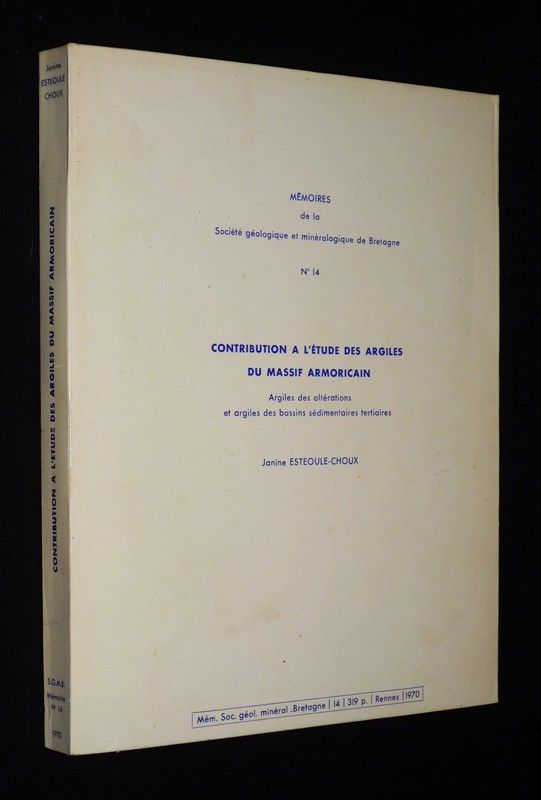 Janine
ESTEOULE
CHOUX
CONTRIBUTION A L'ÉTUDE DES ARGILES DU MASSIF ARMORICAIN
S.G.M.B.
Mémoire
N° 14
1970
MÉMOIRES
de la
Société géologique et minéralogique de Bretagne
N° 14
CONTRIBUTION A L'ÉTUDE DES ARGILES
DU MASSIF ARMORICAIN
Argiles des altérations
et argiles des bassins sédimentaires tertiaires
Janine ESTEOULE-CHOUX
Mém. Soc. géol. minéral .Bretagne | 14 | 319 p. | Rennes | 1970